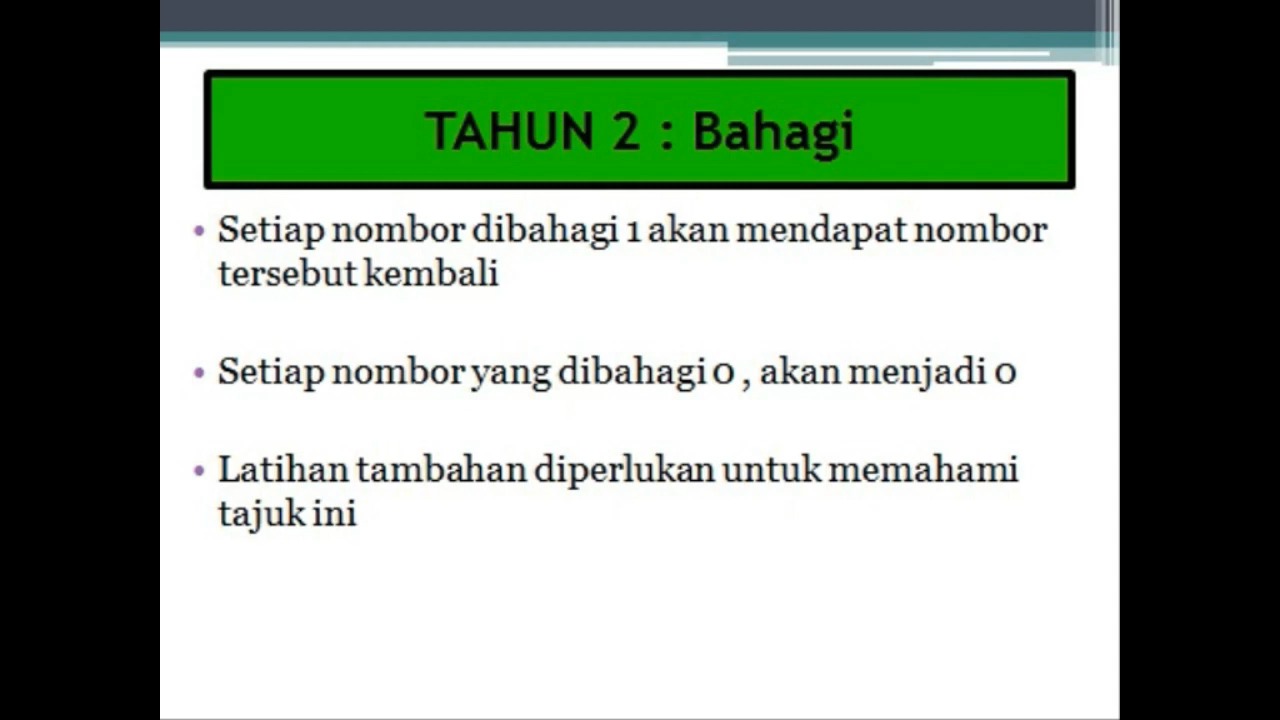 TAHUN 2 : Bahagi
• Setiap nombor dibahagi 1 akan mendapat nombor
tersebut kembali
• Setiap nombor yang dibahagi 0 , akan menjadi 0
• Latihan tambahan diperlukan untuk memahami
tajuk ini